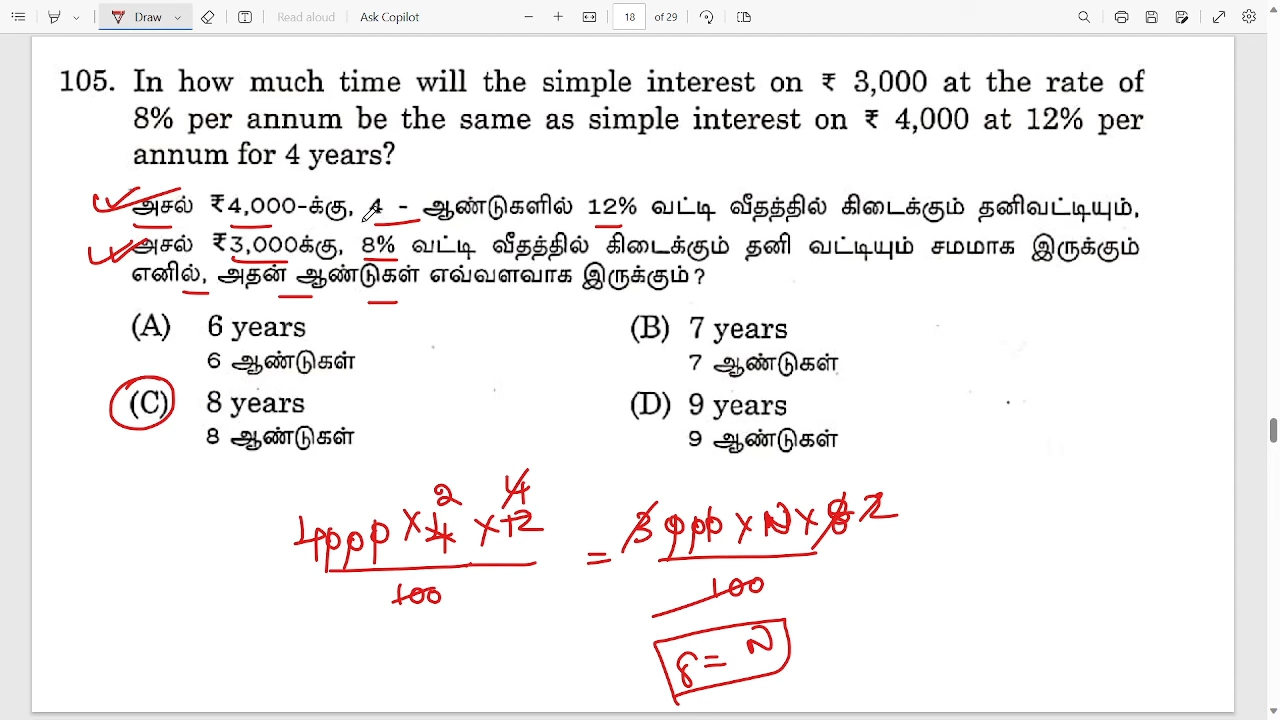 Draw
Read aloud
Ask Copilot
18 of 29
105. In how much time will the simple interest on ₹ 3,000 at the rate of
8% per annum be the same as simple interest on ₹ 4,000 at 12% per
annum for 4 years?
அசல் ₹4,000-க்கு, 4 - ஆண்டுகளில் 12% வட்டி வீதத்தில் கிடைக்கும் தனிவட்டியும்,
அசல் ₹3,000க்கு, 8% வட்டி வீதத்தில் கிடைக்கும் தனி வட்டியும் சமமாக இருக்கும்
எனில், அதன் ஆண்டுகள் எவ்வளவாக இருக்கும்?
(A) 6 years
6 ஆண்டுகள்
(B) 7 years
7 ஆண்டுகள்
(C) 8 years
8 ஆண்டுகள்
(D) 9 years
9 ஆண்டுகள்
2 4
4000 × 4 × 12 = 3000 × N × 8 2
100 100
8 = N